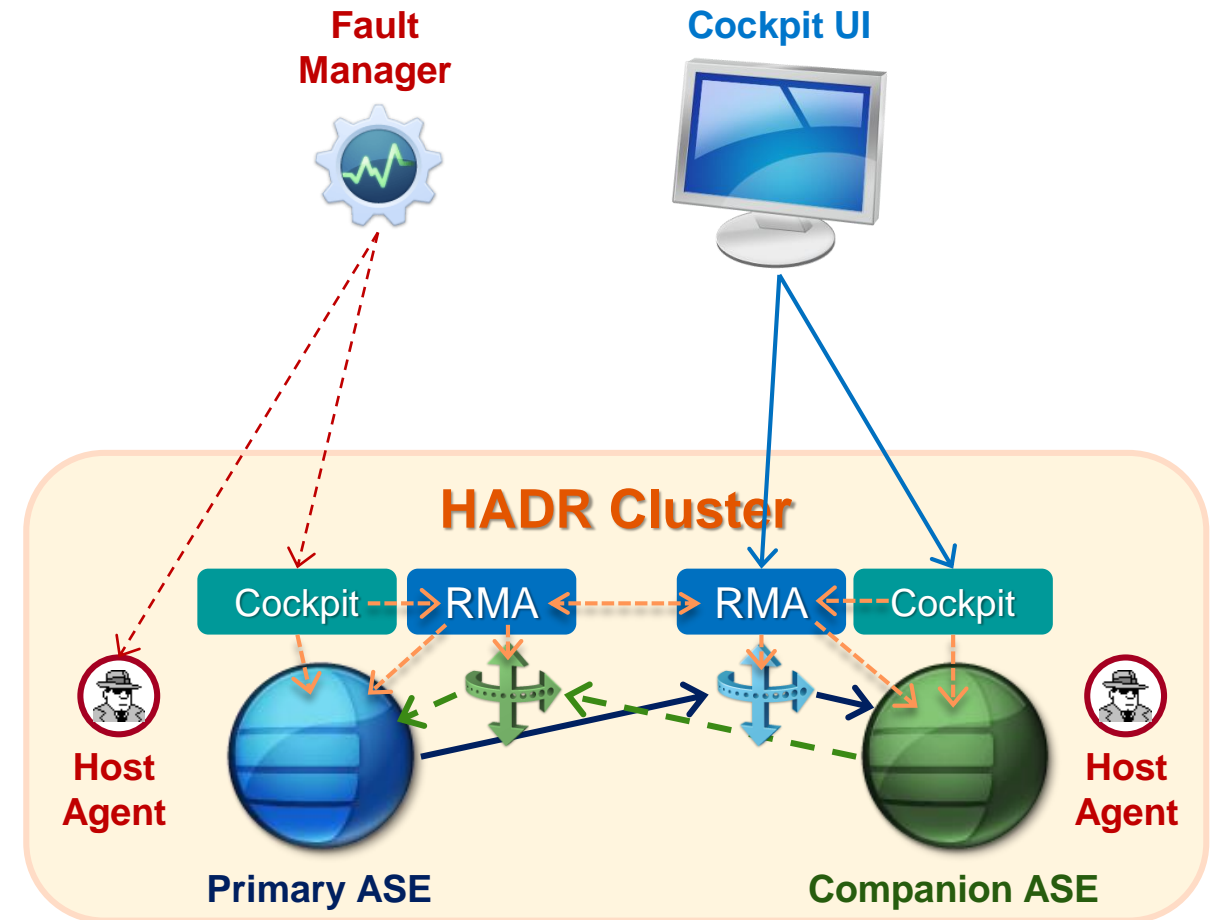 Fault
Manager
Cockpit UI
HADR Cluster
Cockpit
RMA
RMA
Cockpit
Host
Agent
Host
Agent
Primary ASE
Companion ASE